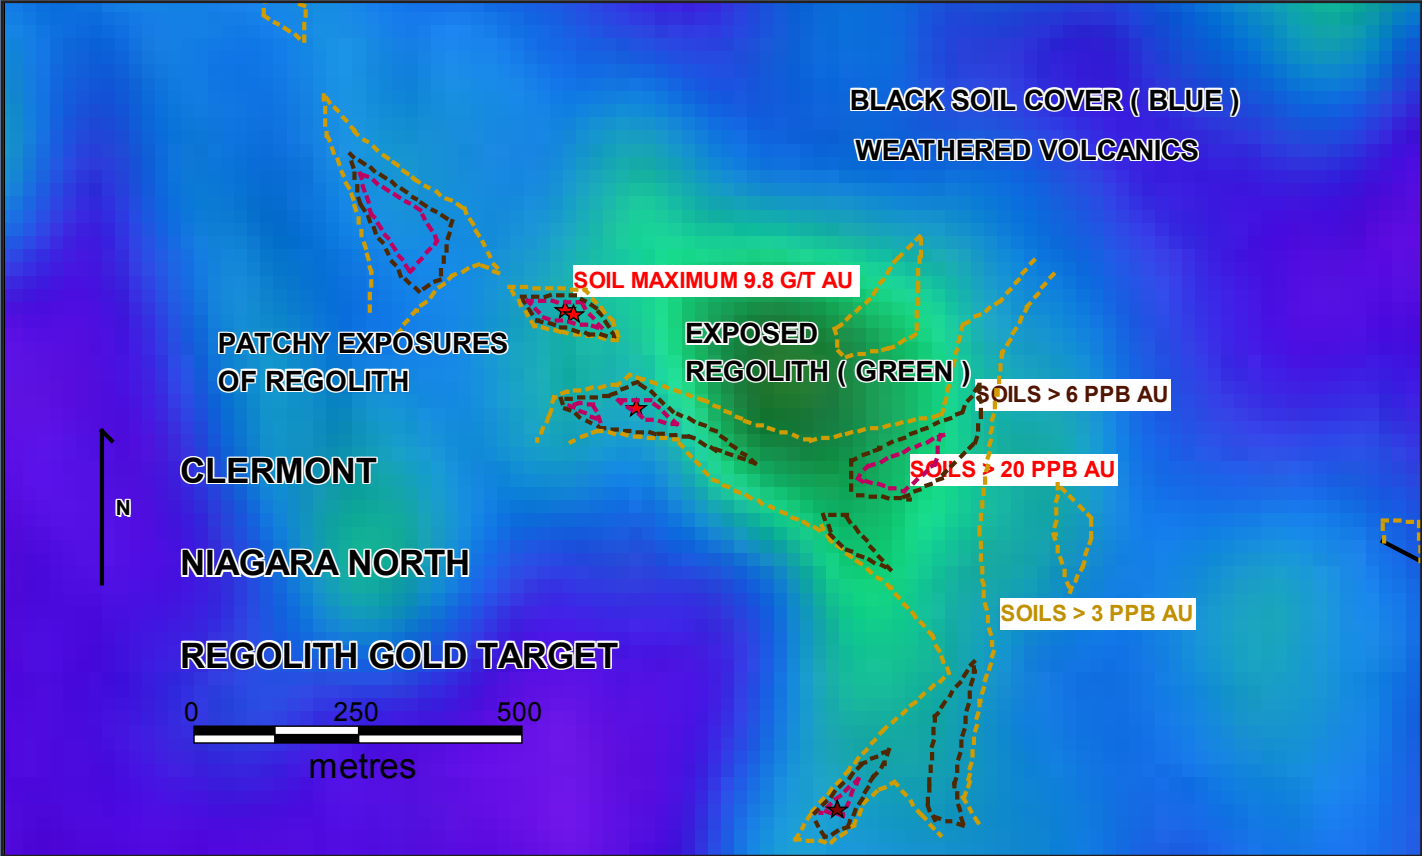 BLACK SOIL COVER ( BLUE )
WEATHERED VOLCANICS
SOIL MAXIMUM 9.8 G/T AU
EXPOSED
REGOLITH ( GREEN )
PATCHY EXPOSURES
OF REGOLITH
SOILS > 6 PPB AU
CLERMONT
SOILS > 20 PPB AU
N
NIAGARA NORTH
SOILS > 3 PPB AU
REGOLITH GOLD TARGET
0 250 500
metres